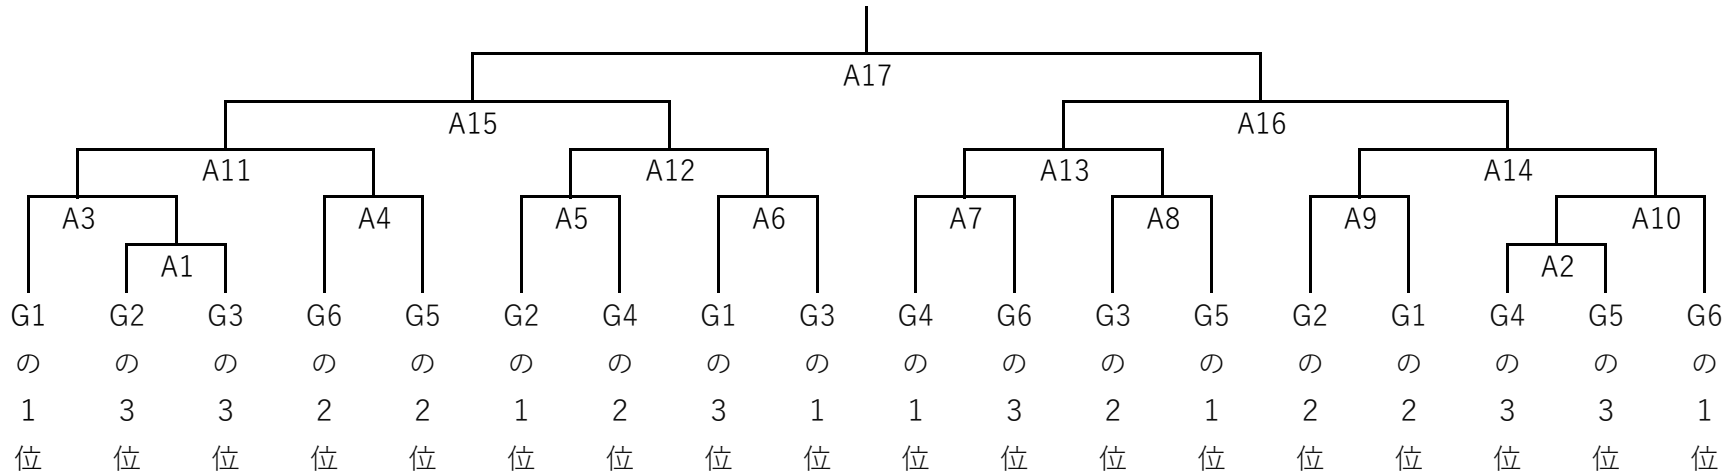 A17
A15 A16
A11 A12 A13 A14
A3 A4 A5 A6 A7 A8 A9 A10
A1 A2
G1 G2 G3 G6 G5 G2 G4 G1 G3 G4 G6 G3 G5 G2 G1 G4 G5 G6
の の の の の の の の の の の の の の の の の の
1 3 3 2 2 1 2 3 1 1 3 2 1 2 2 3 3 1
位 位 位 位 位 位 位 位 位 位 位 位 位 位 位 位 位 位